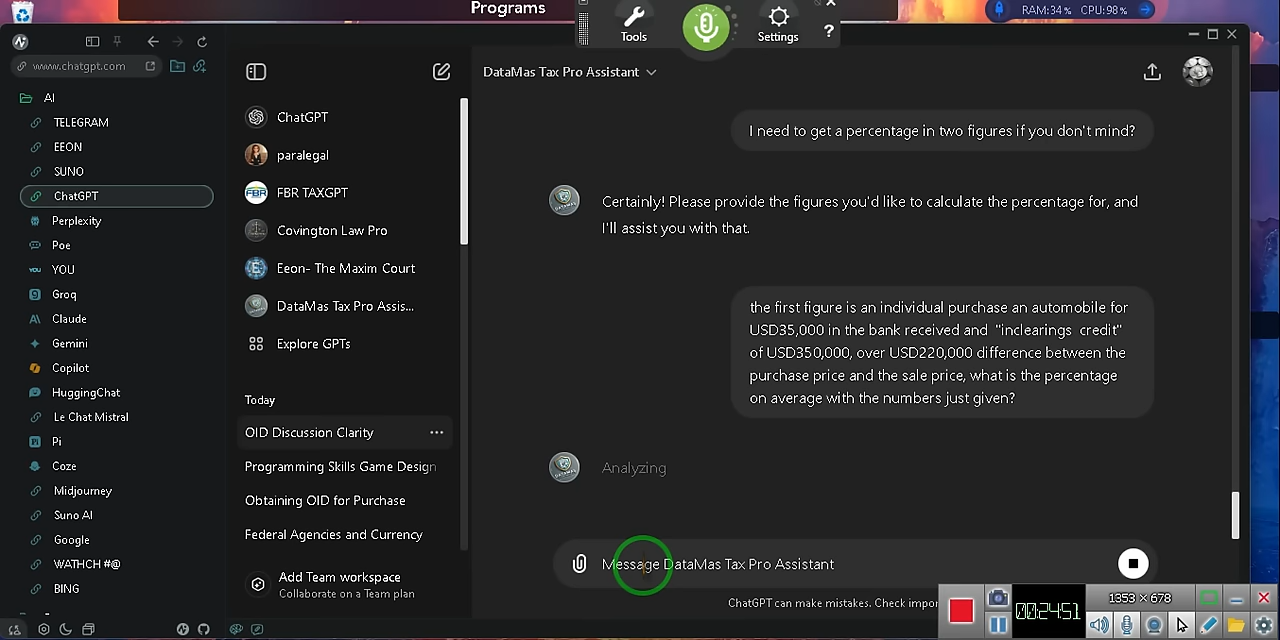 Programs
Tools
Settings
?
RAM:34% CPU:98%
www.chatgpt.com
AI
TELEGRAM
EEON
SUNO
ChatGPT
Perplexity
Poe
YOU
Groq
Claude
Gemini
Copilot
HuggingChat
Le Chat Mistral
Pi
Coze
Midjourney
Suno AI
Google
WATHCH #@
BING
ChatGPT
paralegal
FBR TAXGPT
Covington Law Pro
Eeon- The Maxim Court
DataMas Tax Pro Assis...
Explore GPTs
Today
OID Discussion Clarity
Programming Skills Game Design
Obtaining OID for Purchase
Federal Agencies and Currency
Add Team workspace
Collaborate on a Team plan
DataMas Tax Pro Assistant
I need to get a percentage in two figures if you don't mind?
Certainly! Please provide the figures you'd like to calculate the percentage for, and
I'll assist you with that.
the first figure is an individual purchase an automobile for
USD35,000 in the bank received and "inclearings credit"
of USD350,000, over USD220,000 difference between the
purchase price and the sale price, what is the percentage
on average with the numbers just given?
Analyzing
Message DataMas Tax Pro Assistant
ChatGPT can make mistakes. Check impor
1353 × 678
00:24:51